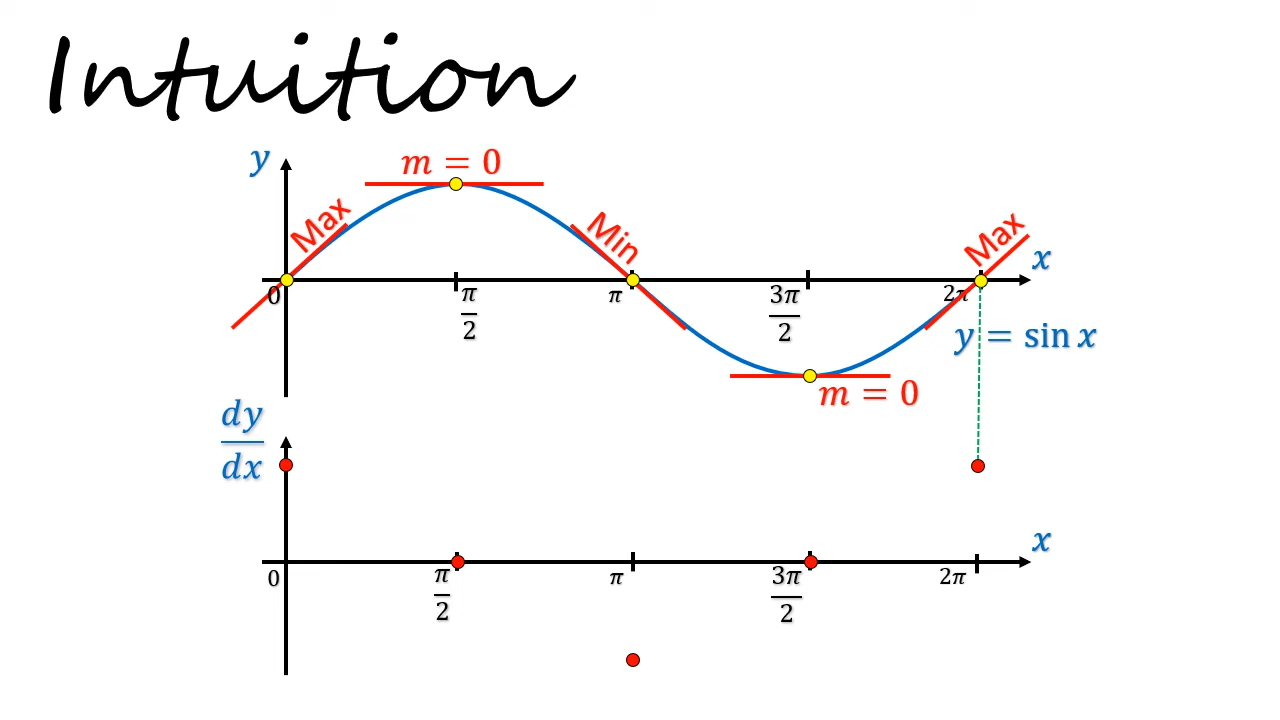 Intuition
y
m = 0
Max
Min
Max
x
0
π/2
π
3π/2
2π
y = sin x
m = 0
dy/dx
x
0
π/2
π
3π/2
2π